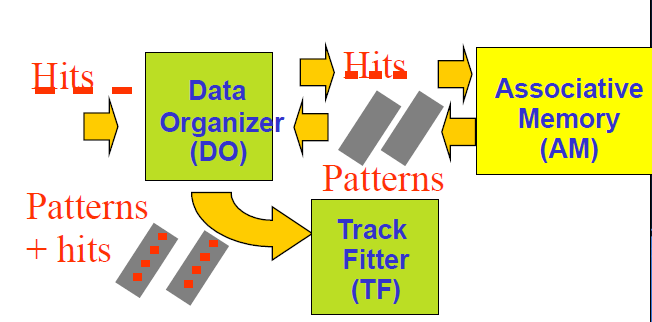 Hits
Data
Organizer
(DO)
Hits
Associative
Memory
(AM)
Patterns
Patterns
+ hits
Track
Fitter
(TF)